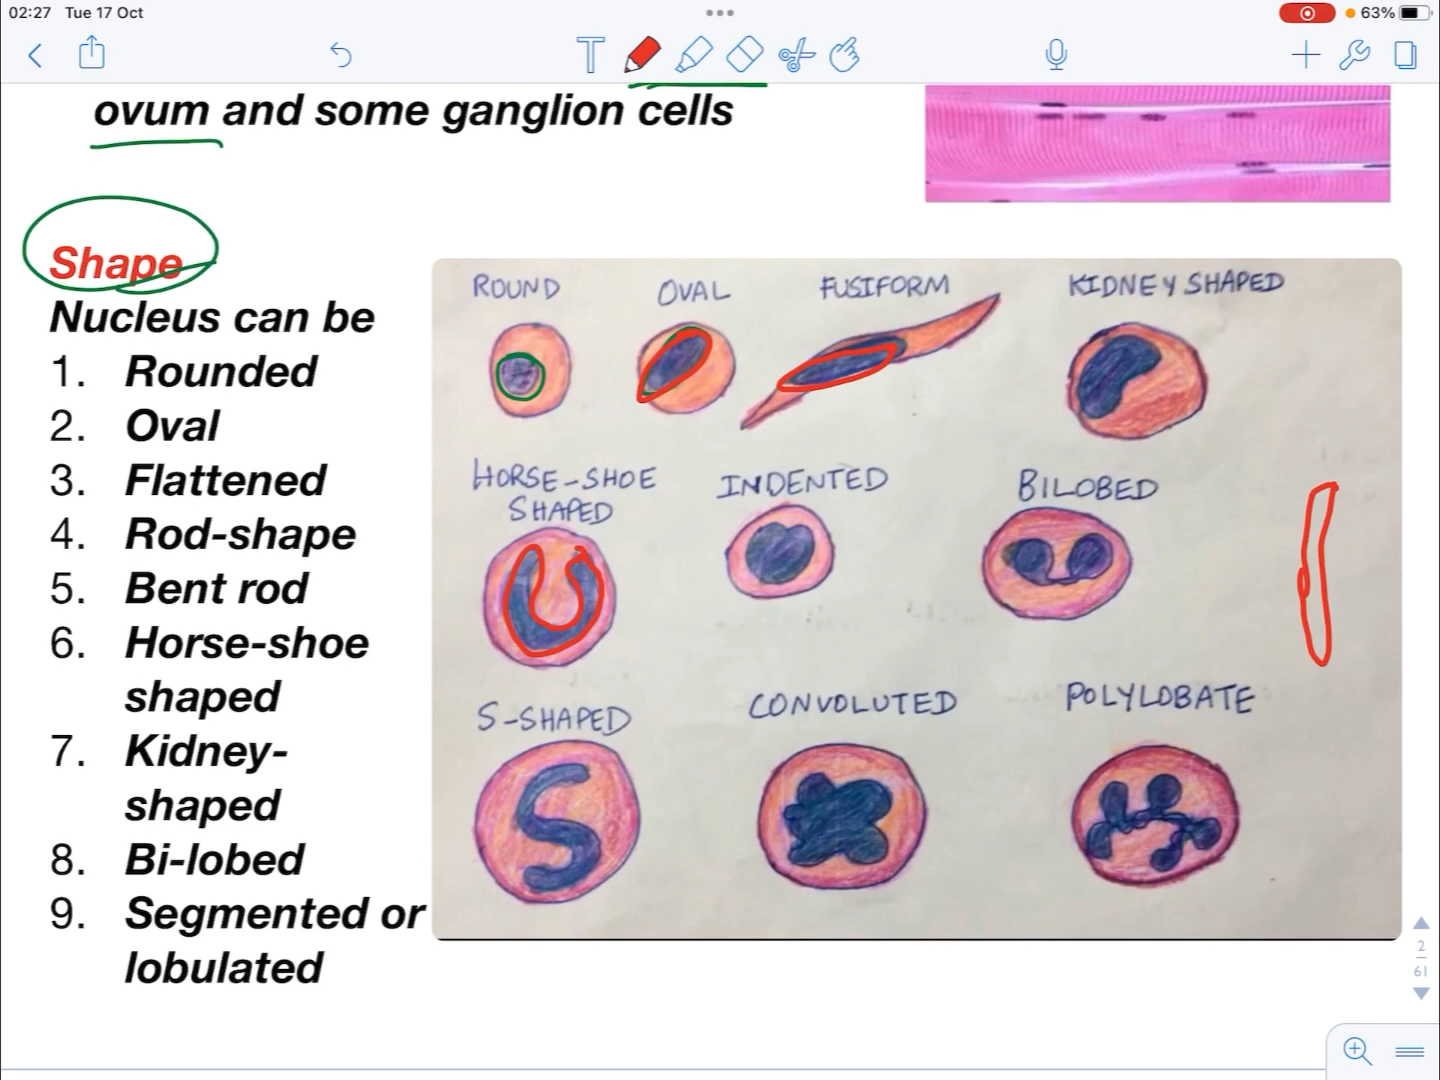 02:27 Tue 17 Oct
63%
T
ovum and some ganglion cells
Shape
Nucleus can be
1. Rounded
2. Oval
3. Flattened
4. Rod-shape
5. Bent rod
6. Horse-shoe
shaped
7. Kidney-
shaped
8. Bi-lobed
9. Segmented or
lobulated
ROUND
OVAL
FUSIFORM
KIDNEY SHAPED
HORSE-SHOE
SHAPED
INDENTED
BILOBED
S-SHAPED
CONVOLUTED
POLYLOBATE
2
61